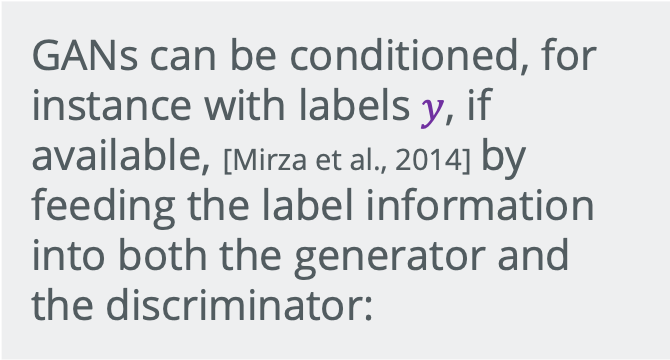 GANs can be conditioned, for
instance with labels y, if
available, [Mirza et al., 2014] by
feeding the label information
into both the generator and
the discriminator: